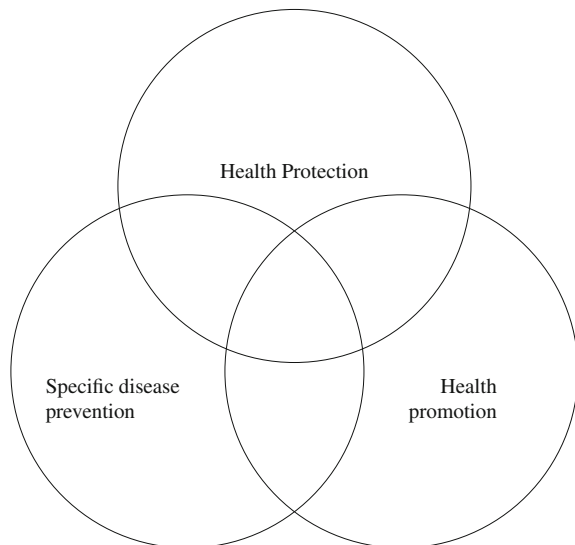 Health Protection
Specific disease
prevention
Health
promotion